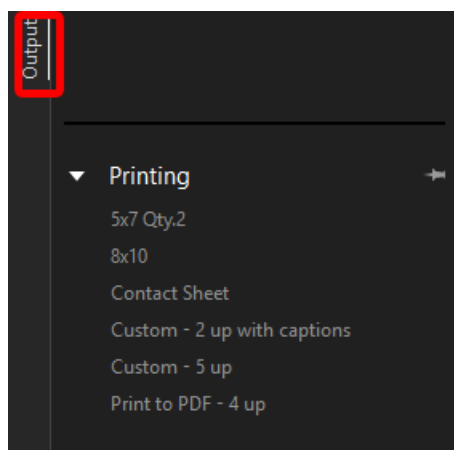 Output
Printing
5x7 Qty.2
8x10
Contact Sheet
Custom - 2 up with captions
Custom - 5 up
Print to PDF - 4 up